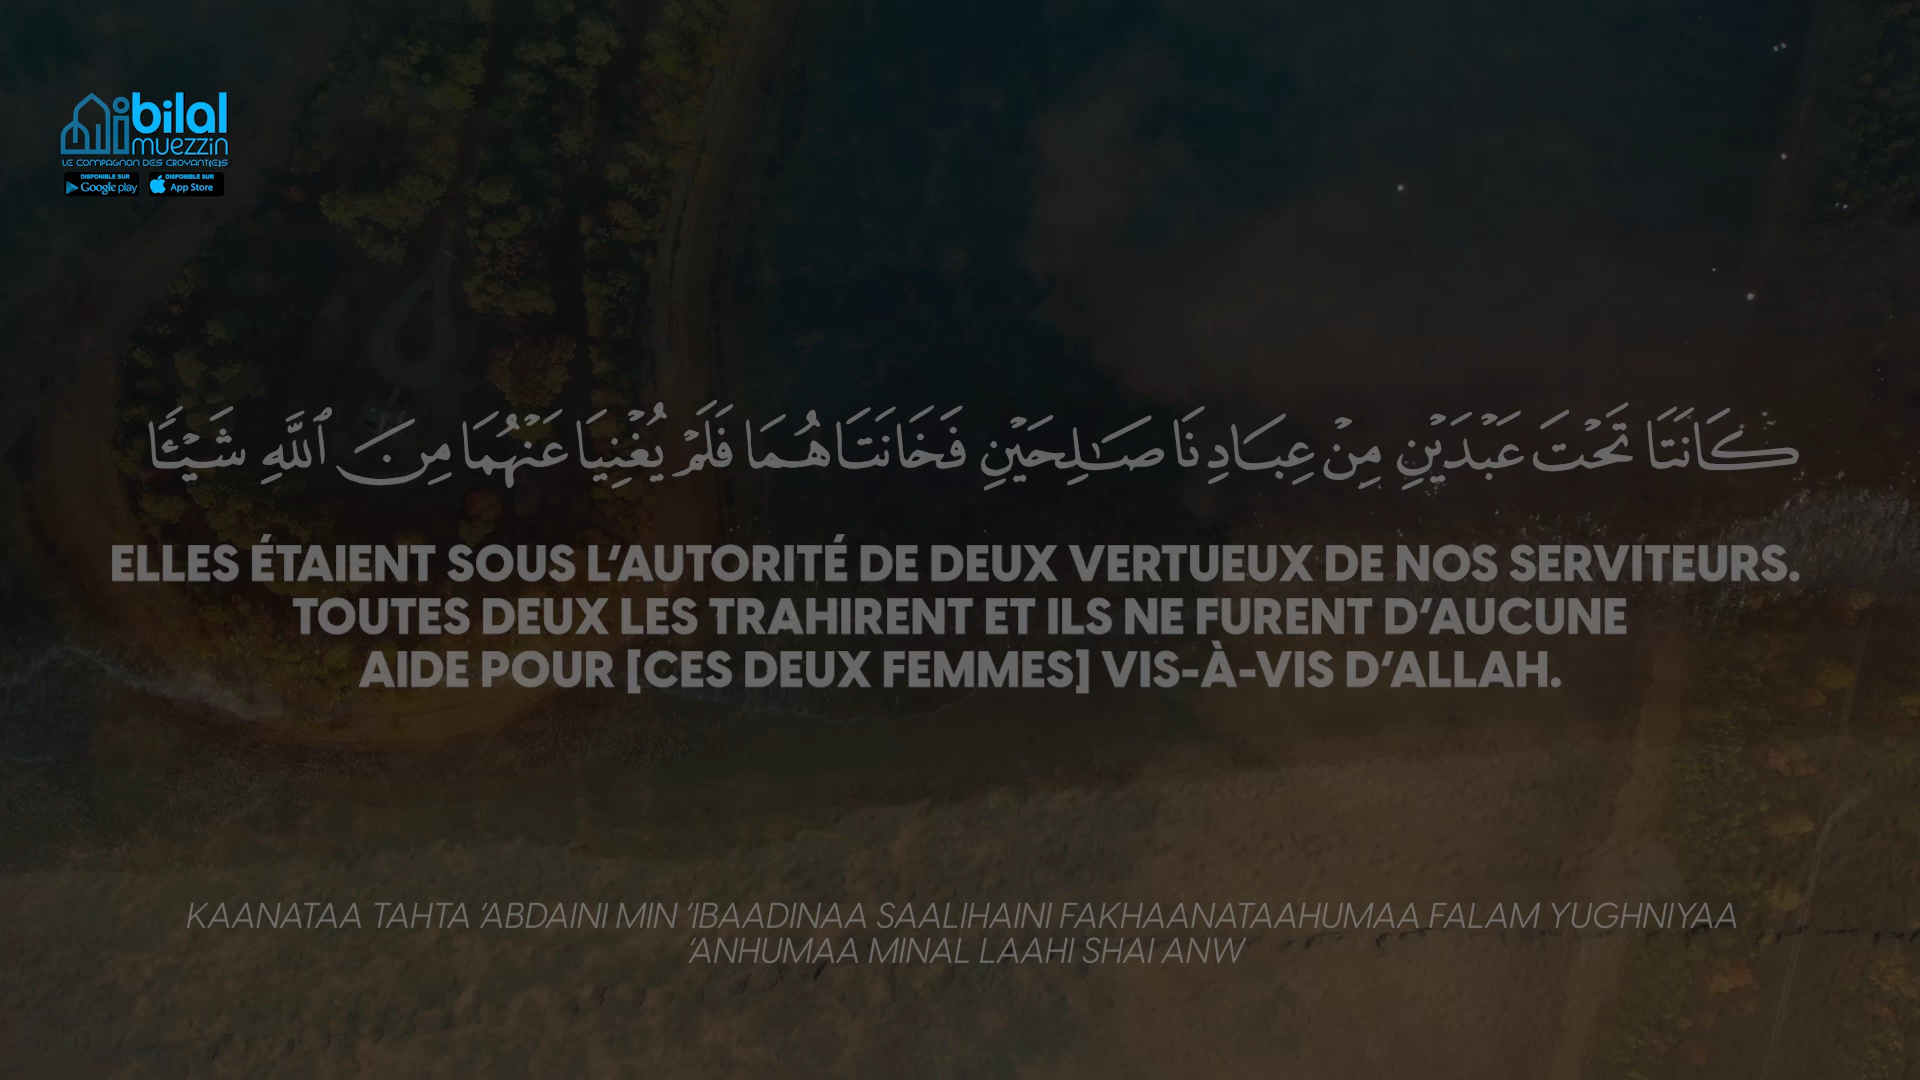 bilal
muezzin
LE COMPAGNON DES CROYANT(E)S
DISPONIBLE SUR Google play
DISPONIBLE SUR App Store
كَانَتَا تَحْتَ عَبْدَيْنِ مِنْ عِبَادِنَا صَـٰلِحَيْنِ فَخَانَتَاهُمَا فَلَمْ يُغْنِيَا عَنْهُمَا مِنَ ٱللَّهِ شَيْـًٔا
ELLES ÉTAIENT SOUS L’AUTORITÉ DE DEUX VERTUEUX DE NOS SERVITEURS.
TOUTES DEUX LES TRAHIRENT ET ILS NE FURENT D’AUCUNE
AIDE POUR [CES DEUX FEMMES] VIS-À-VIS D’ALLAH.
KAANATAA TAHTA ‘ABDAINI MIN ‘IBAADINAA SAALIHAINI FAKHAANATAAHUMAA FALAM YUGHNIYAA
‘ANHUMAA MINAL LAAHI SHAI ANW